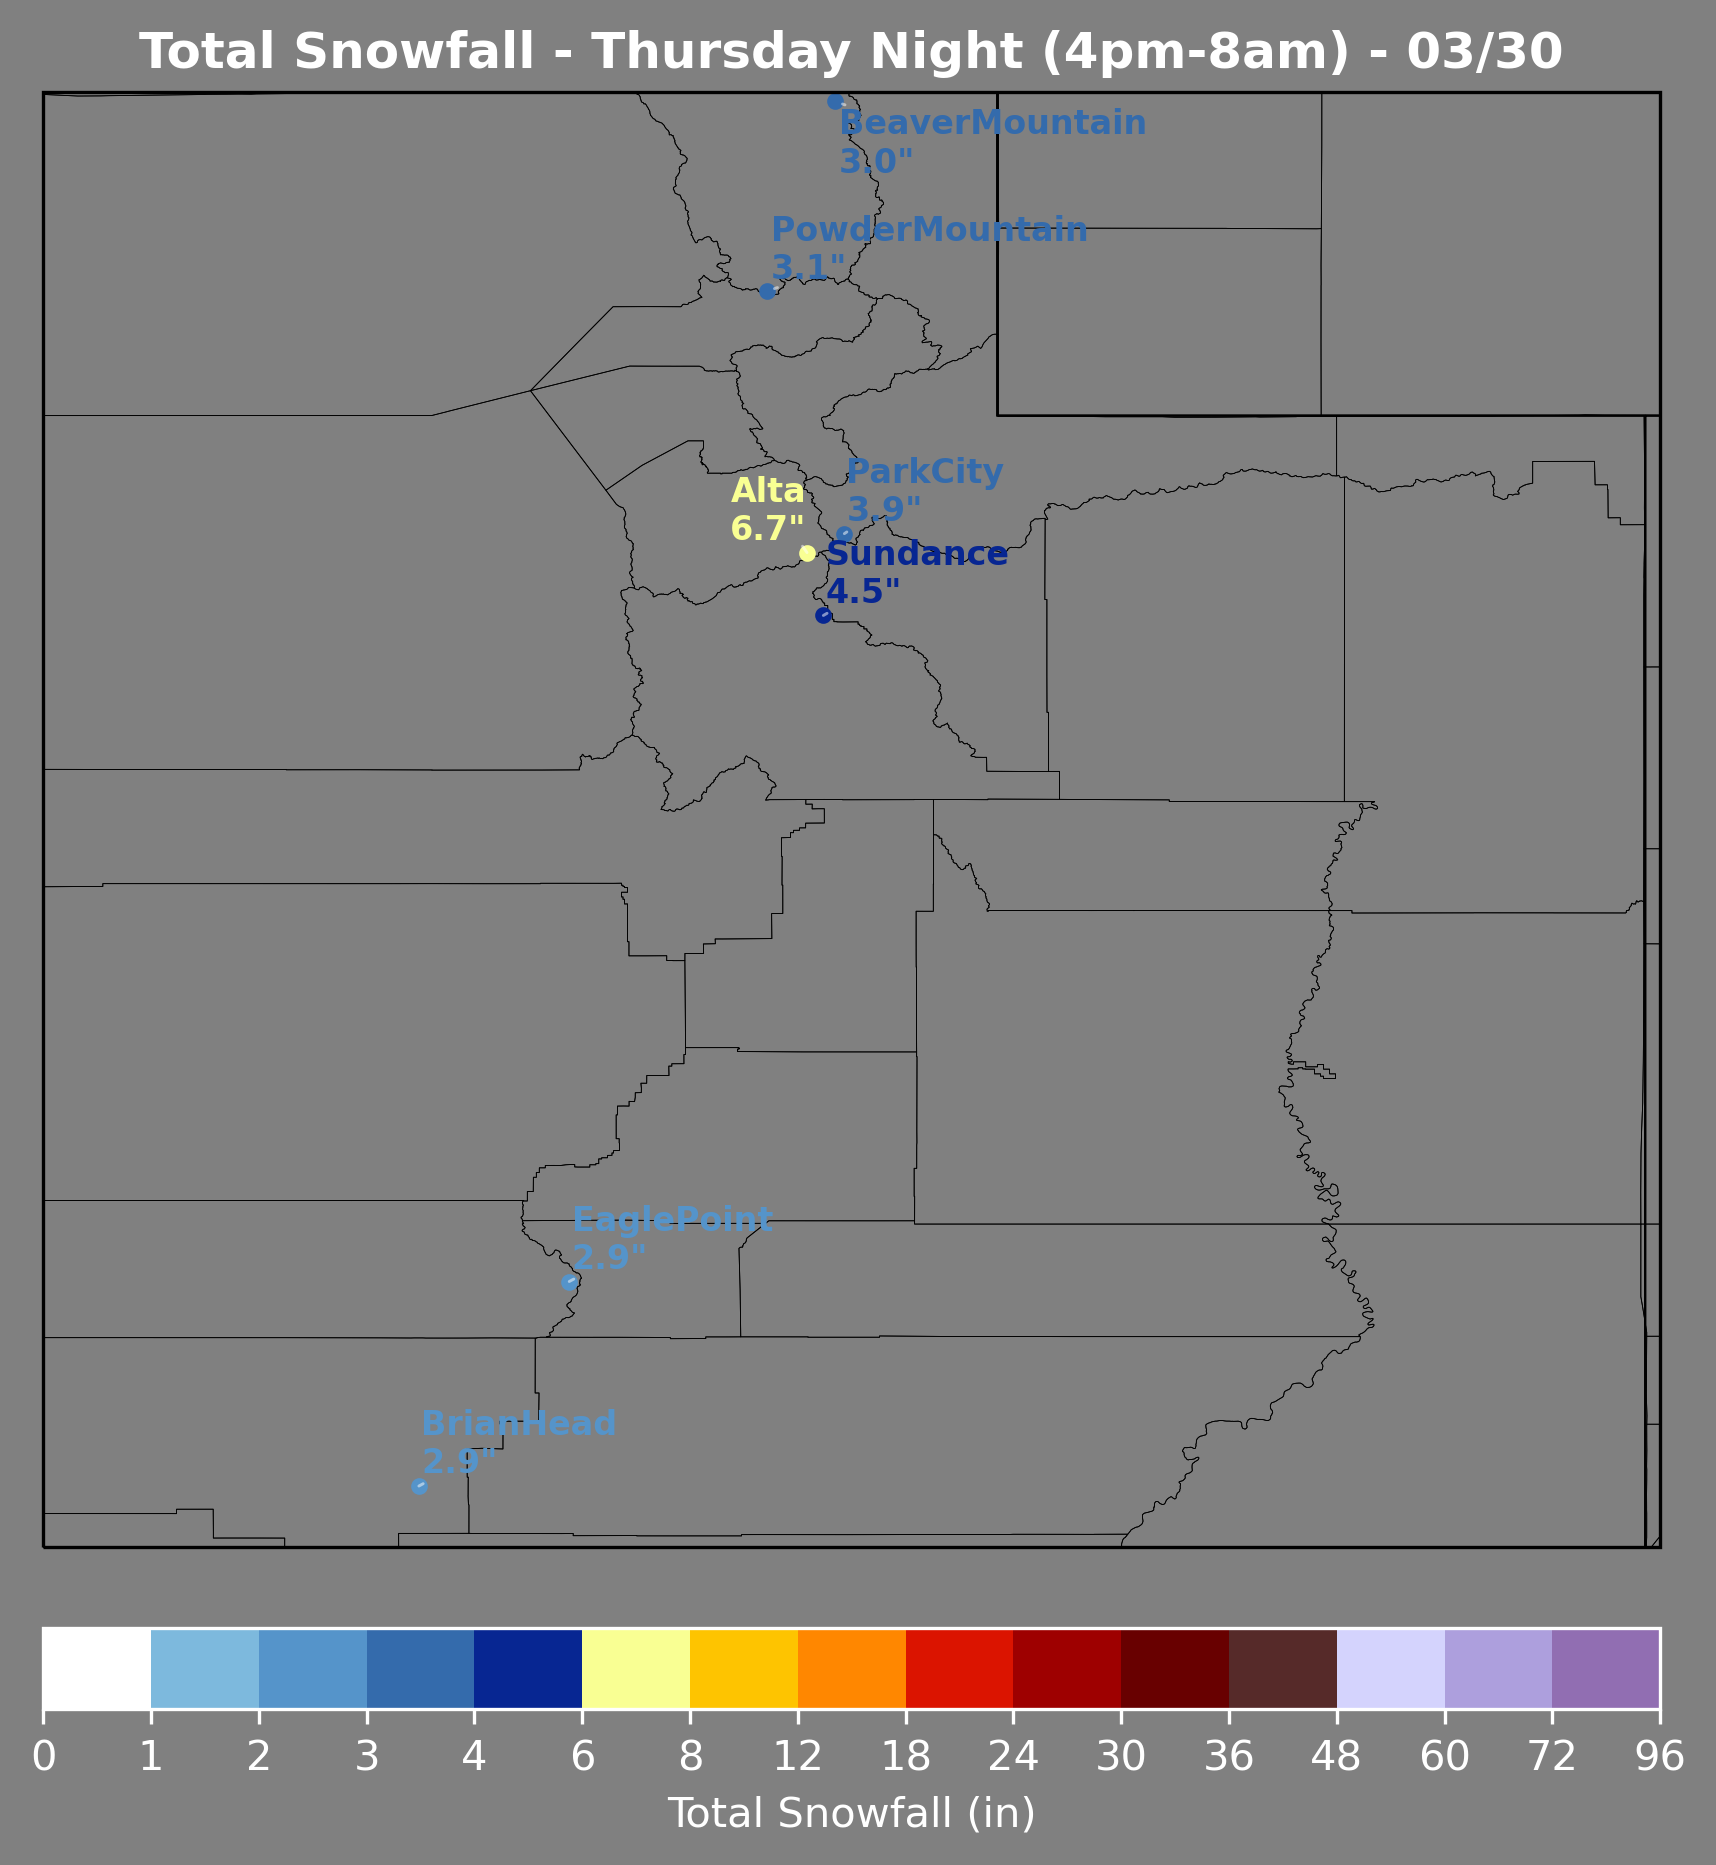 Total Snowfall - Thursday Night (4pm-8am) - 03/30
BeaverMountain
3.0"
PowderMountain
3.1"
ParkCity
3.9"
Alta
6.7"
Sundance
4.5"
EaglePoint
2.9"
BrianHead
2.9"
0 1 2 3 4 6 8 12 18 24 30 36 48 60 72 96
Total Snowfall (in)